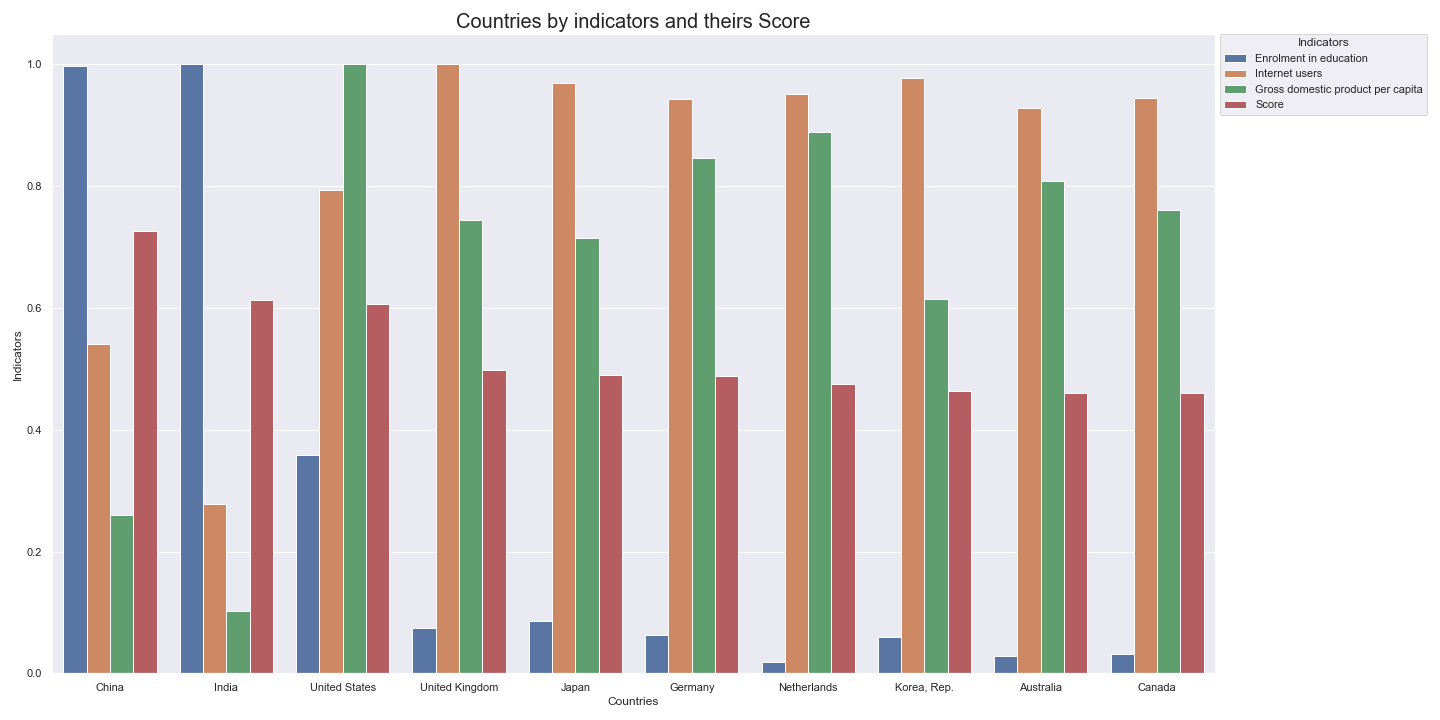 Countries by indicators and theirs Score
Indicators
Enrolment in education
Internet users
Gross domestic product per capita
Score
1.0
0.8
0.6
0.4
0.2
0.0
Indicators
China India United States United Kingdom Japan Germany Netherlands Korea, Rep. Australia Canada
Countries